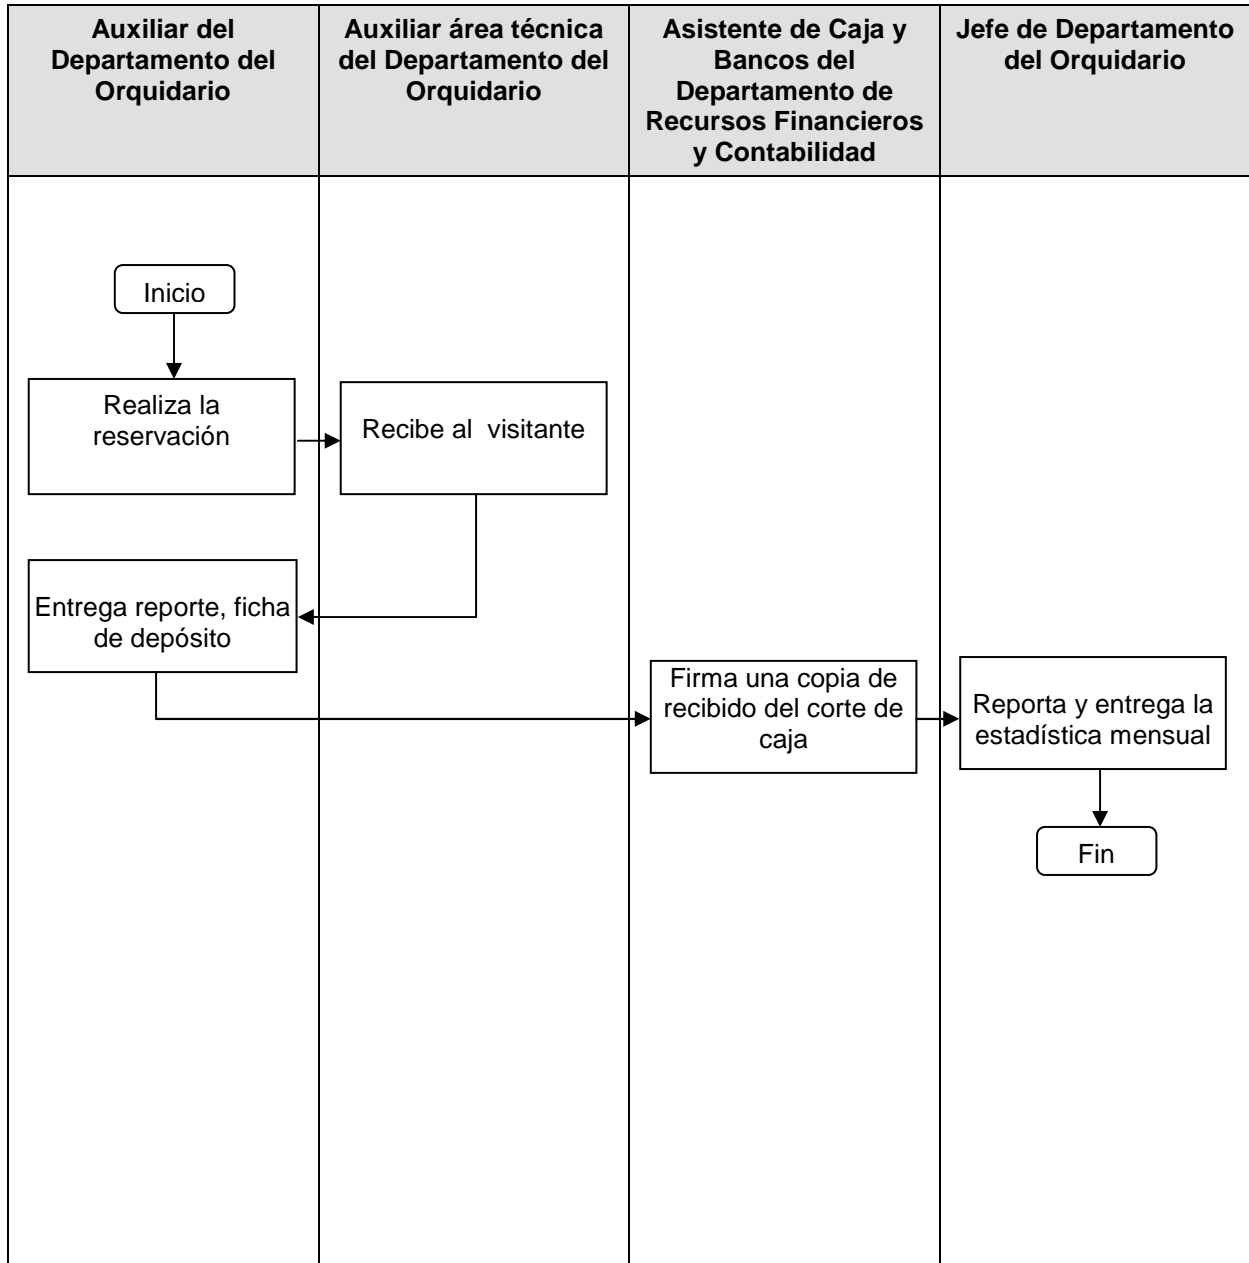 Auxiliar del
Departamento del
Orquidario
Auxiliar área técnica
del Departamento del
Orquidario
Asistente de Caja y
Bancos del
Departamento de
Recursos Financieros
y Contabilidad
Jefe de Departamento
del Orquidario
Inicio
Realiza la
reservación
Recibe al visitante
Entrega reporte, ficha
de depósito
Firma una copia de
recibido del corte de
caja
Reporta y entrega la
estadística mensual
Fin